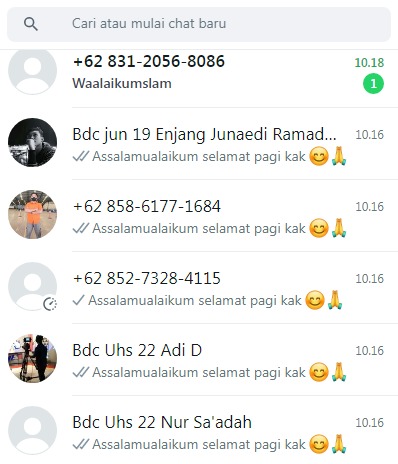 Cari atau mulai chat baru
+62 831-2056-8086 10.18
Waalaikumslam 1
Bdc jun 19 Enjang Junaedi Ramad... 10.16
Assalamualaikum selamat pagi kak 😊🙏
+62 858-6177-1684 10.16
Assalamualaikum selamat pagi kak 😊🙏
+62 852-7328-4115 10.16
Assalamualaikum selamat pagi kak 😊🙏
Bdc Uhs 22 Adi D 10.16
Assalamualaikum selamat pagi kak 😊🙏
Bdc Uhs 22 Nur Sa'adah 10.16
Assalamualaikum selamat pagi kak 😊🙏